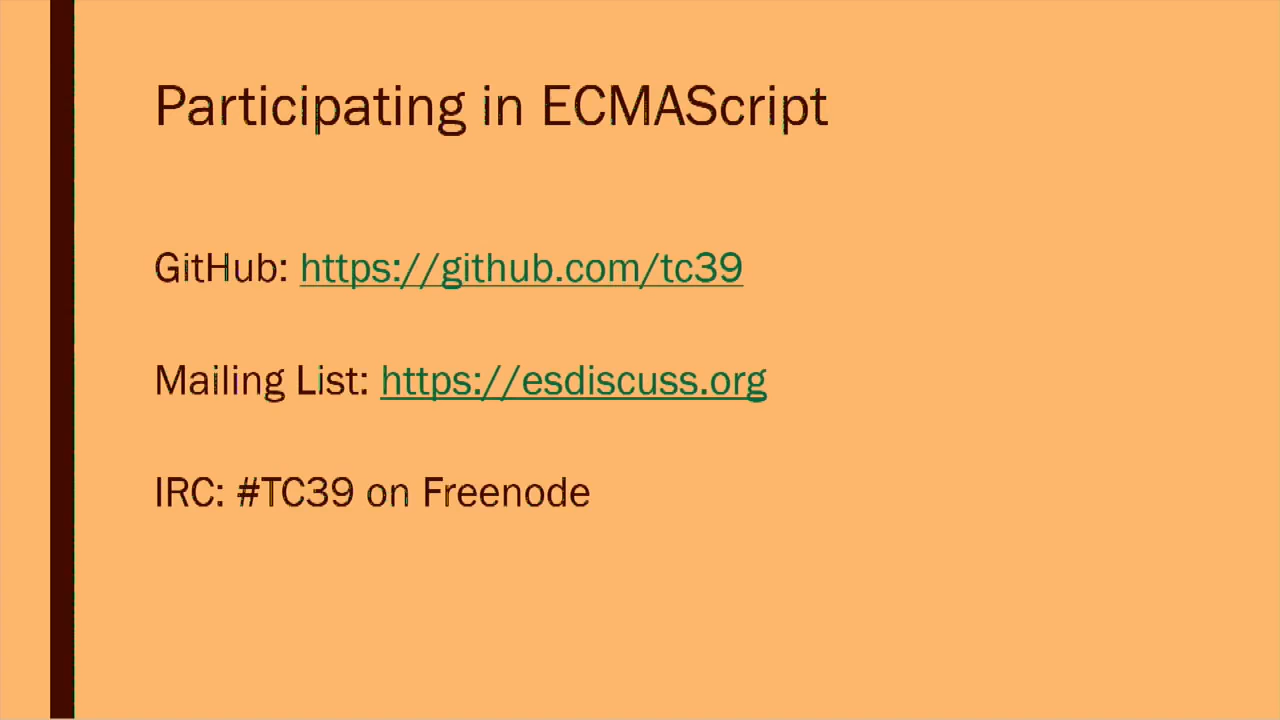 Participating in ECMAScript
GitHub: https://github.com/tc39
Mailing List: https://esdiscuss.org
IRC: #TC39 on Freenode